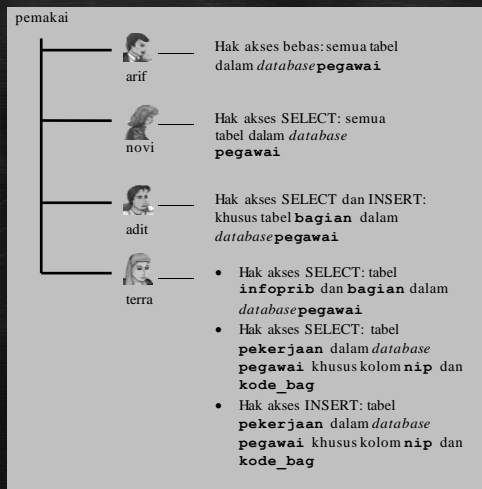 pemakai
arif
Hak akses bebas: semua tabel
dalam database pegawai
novi
Hak akses SELECT: semua
tabel dalam database
pegawai
adit
Hak akses SELECT dan INSERT:
khusus tabel bagian dalam
database pegawai
terra
• Hak akses SELECT: tabel
infoprib dan bagian dalam
database pegawai
• Hak akses SELECT: tabel
pekerjaan dalam database
pegawai khusus kolom nip dan
kode_bag
• Hak akses INSERT: tabel
pekerjaan dalam database
pegawai khusus kolom nip dan
kode_bag